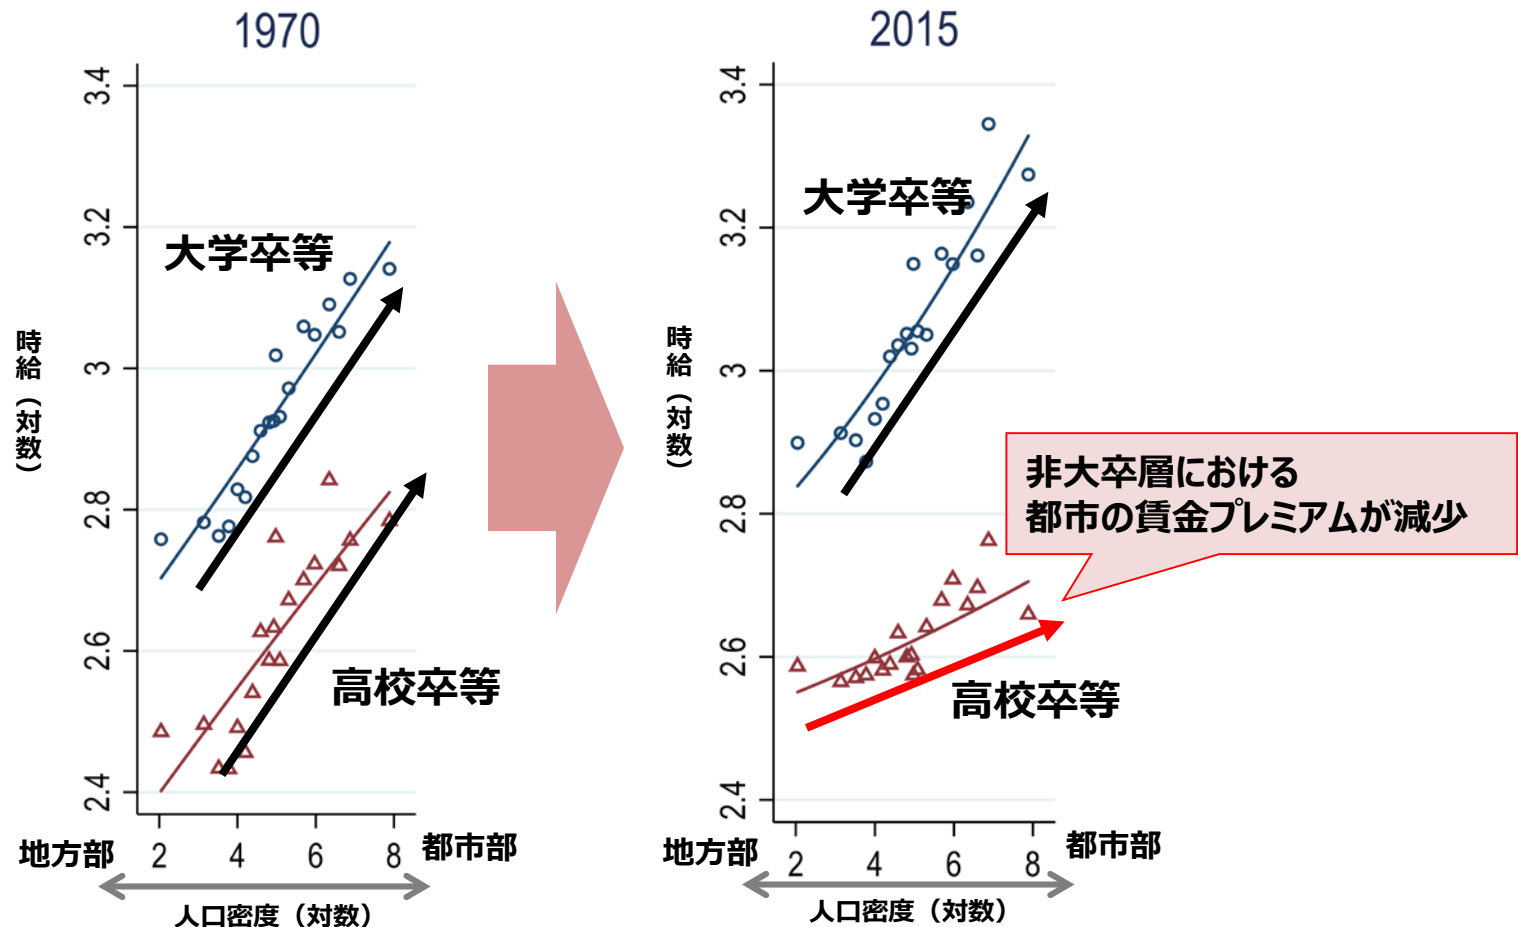 1970
3.4
3.2
3
2.8
2.6
2.4
時給（対数）
大学卒等
高校卒等
地方部
2 4 6 8
都市部
人口密度（対数）
2015
3.4
3.2
3
2.8
2.6
2.4
時給（対数）
大学卒等
非大卒層における
都市の賃金プレミアムが減少
高校卒等
地方部
2 4 6 8
都市部
人口密度（対数）